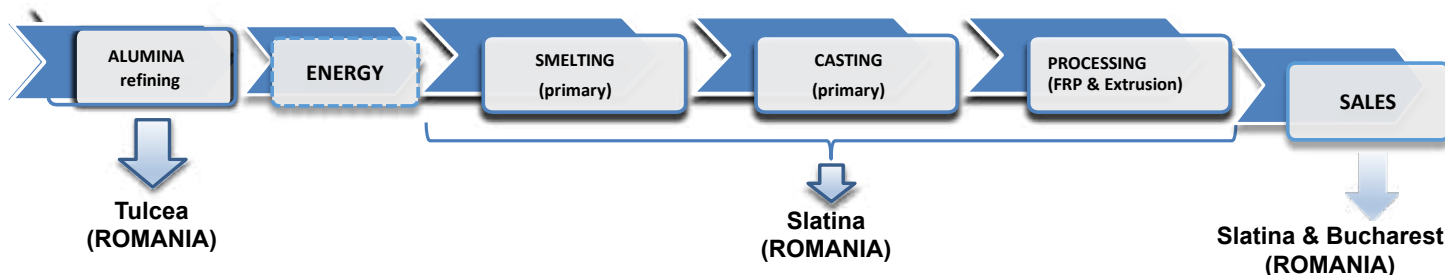 ALUMINA
refining
ENERGY
SMELTING
(primary)
CASTING
(primary)
PROCESSING
(FRP & Extrusion)
SALES
Tulcea
(ROMANIA)
Slatina
(ROMANIA)
Slatina & Bucharest
(ROMANIA)